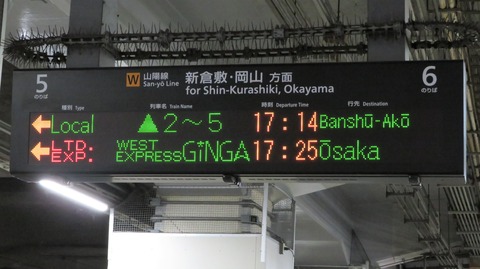 5
のりば
W 山陽線
San-yō Line
新倉敷・岡山 方面
for Shin-Kurashiki, Okayama
6
のりば
種別 Type 列車名 Train Name 時刻 Departure Time 行先 Destination
←Local ▲2～5 17:14 Banshū-Akō
←LTD. EXP: WEST EXPRESS GiNGA 17:25 Ōsaka